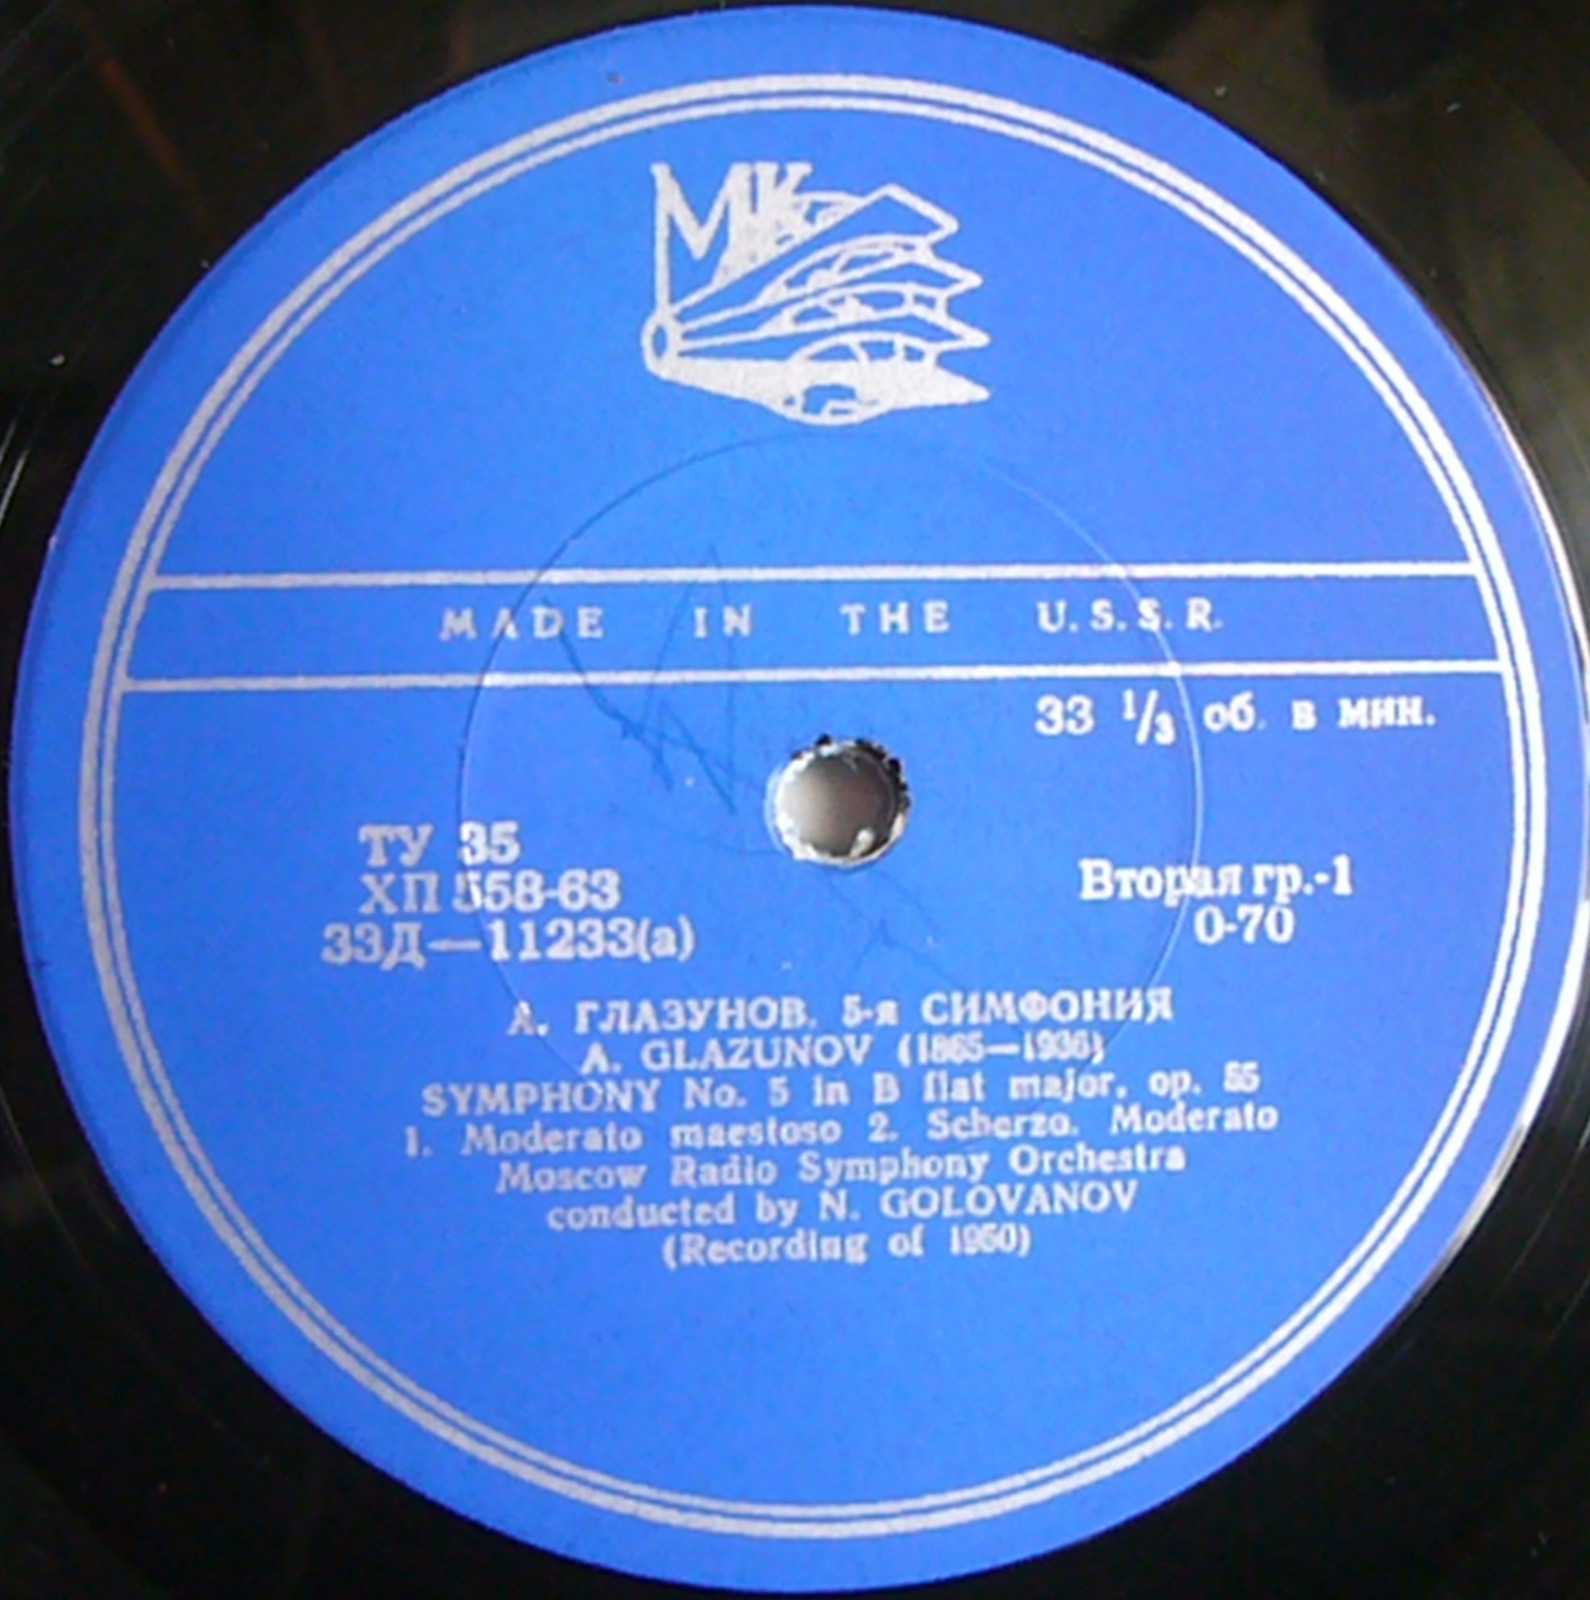 МК
MADE IN THE U.S.S.R.
33 1/3 об. в мин.
ТУ 35
ХП 558-63
33Д—11233(a)
Вторая гр.-1
0-70
А. ГЛАЗУНОВ. 5-я СИМФОНИЯ
A. GLAZUNOV (1865—1936)
SYMPHONY No. 5 in B flat major, op. 55
1. Moderato maestoso 2. Scherzo. Moderato
Moscow Radio Symphony Orchestra
conducted by N. GOLOVANOV
(Recording of 1950)